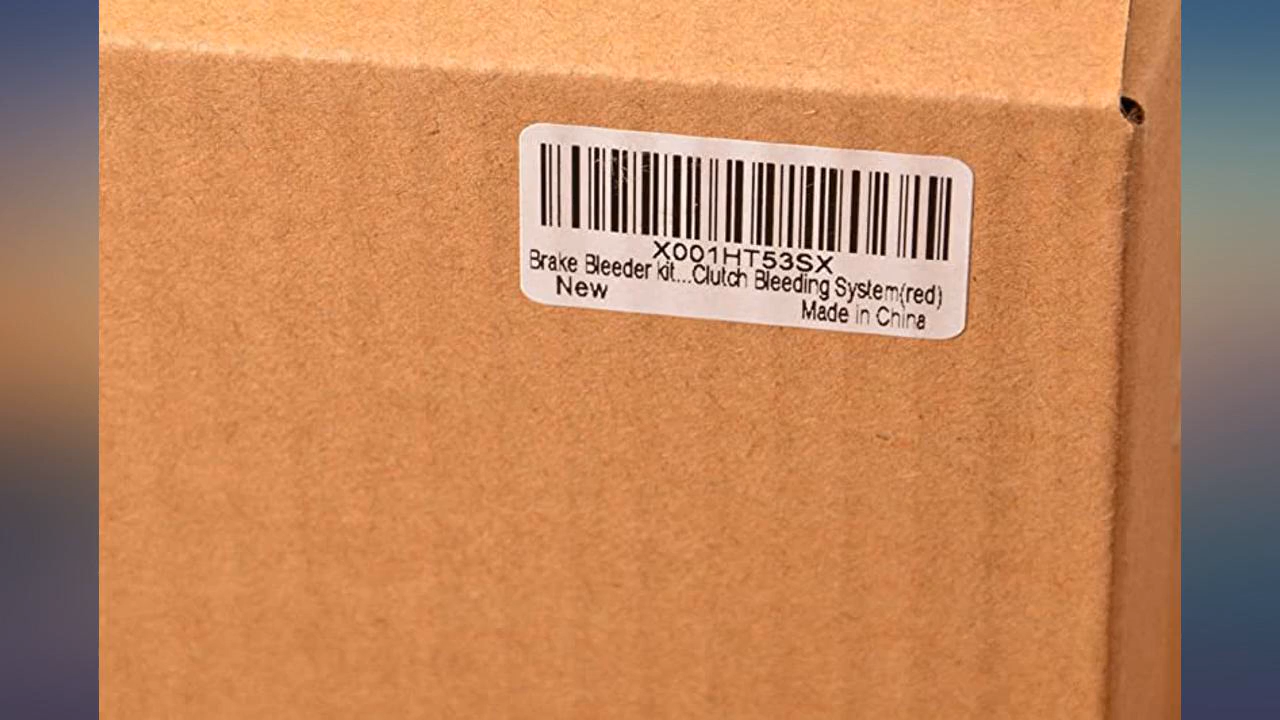 X001HT53SX
Brake Bleeder kit...Clutch Bleeding System(red)
New
Made in China